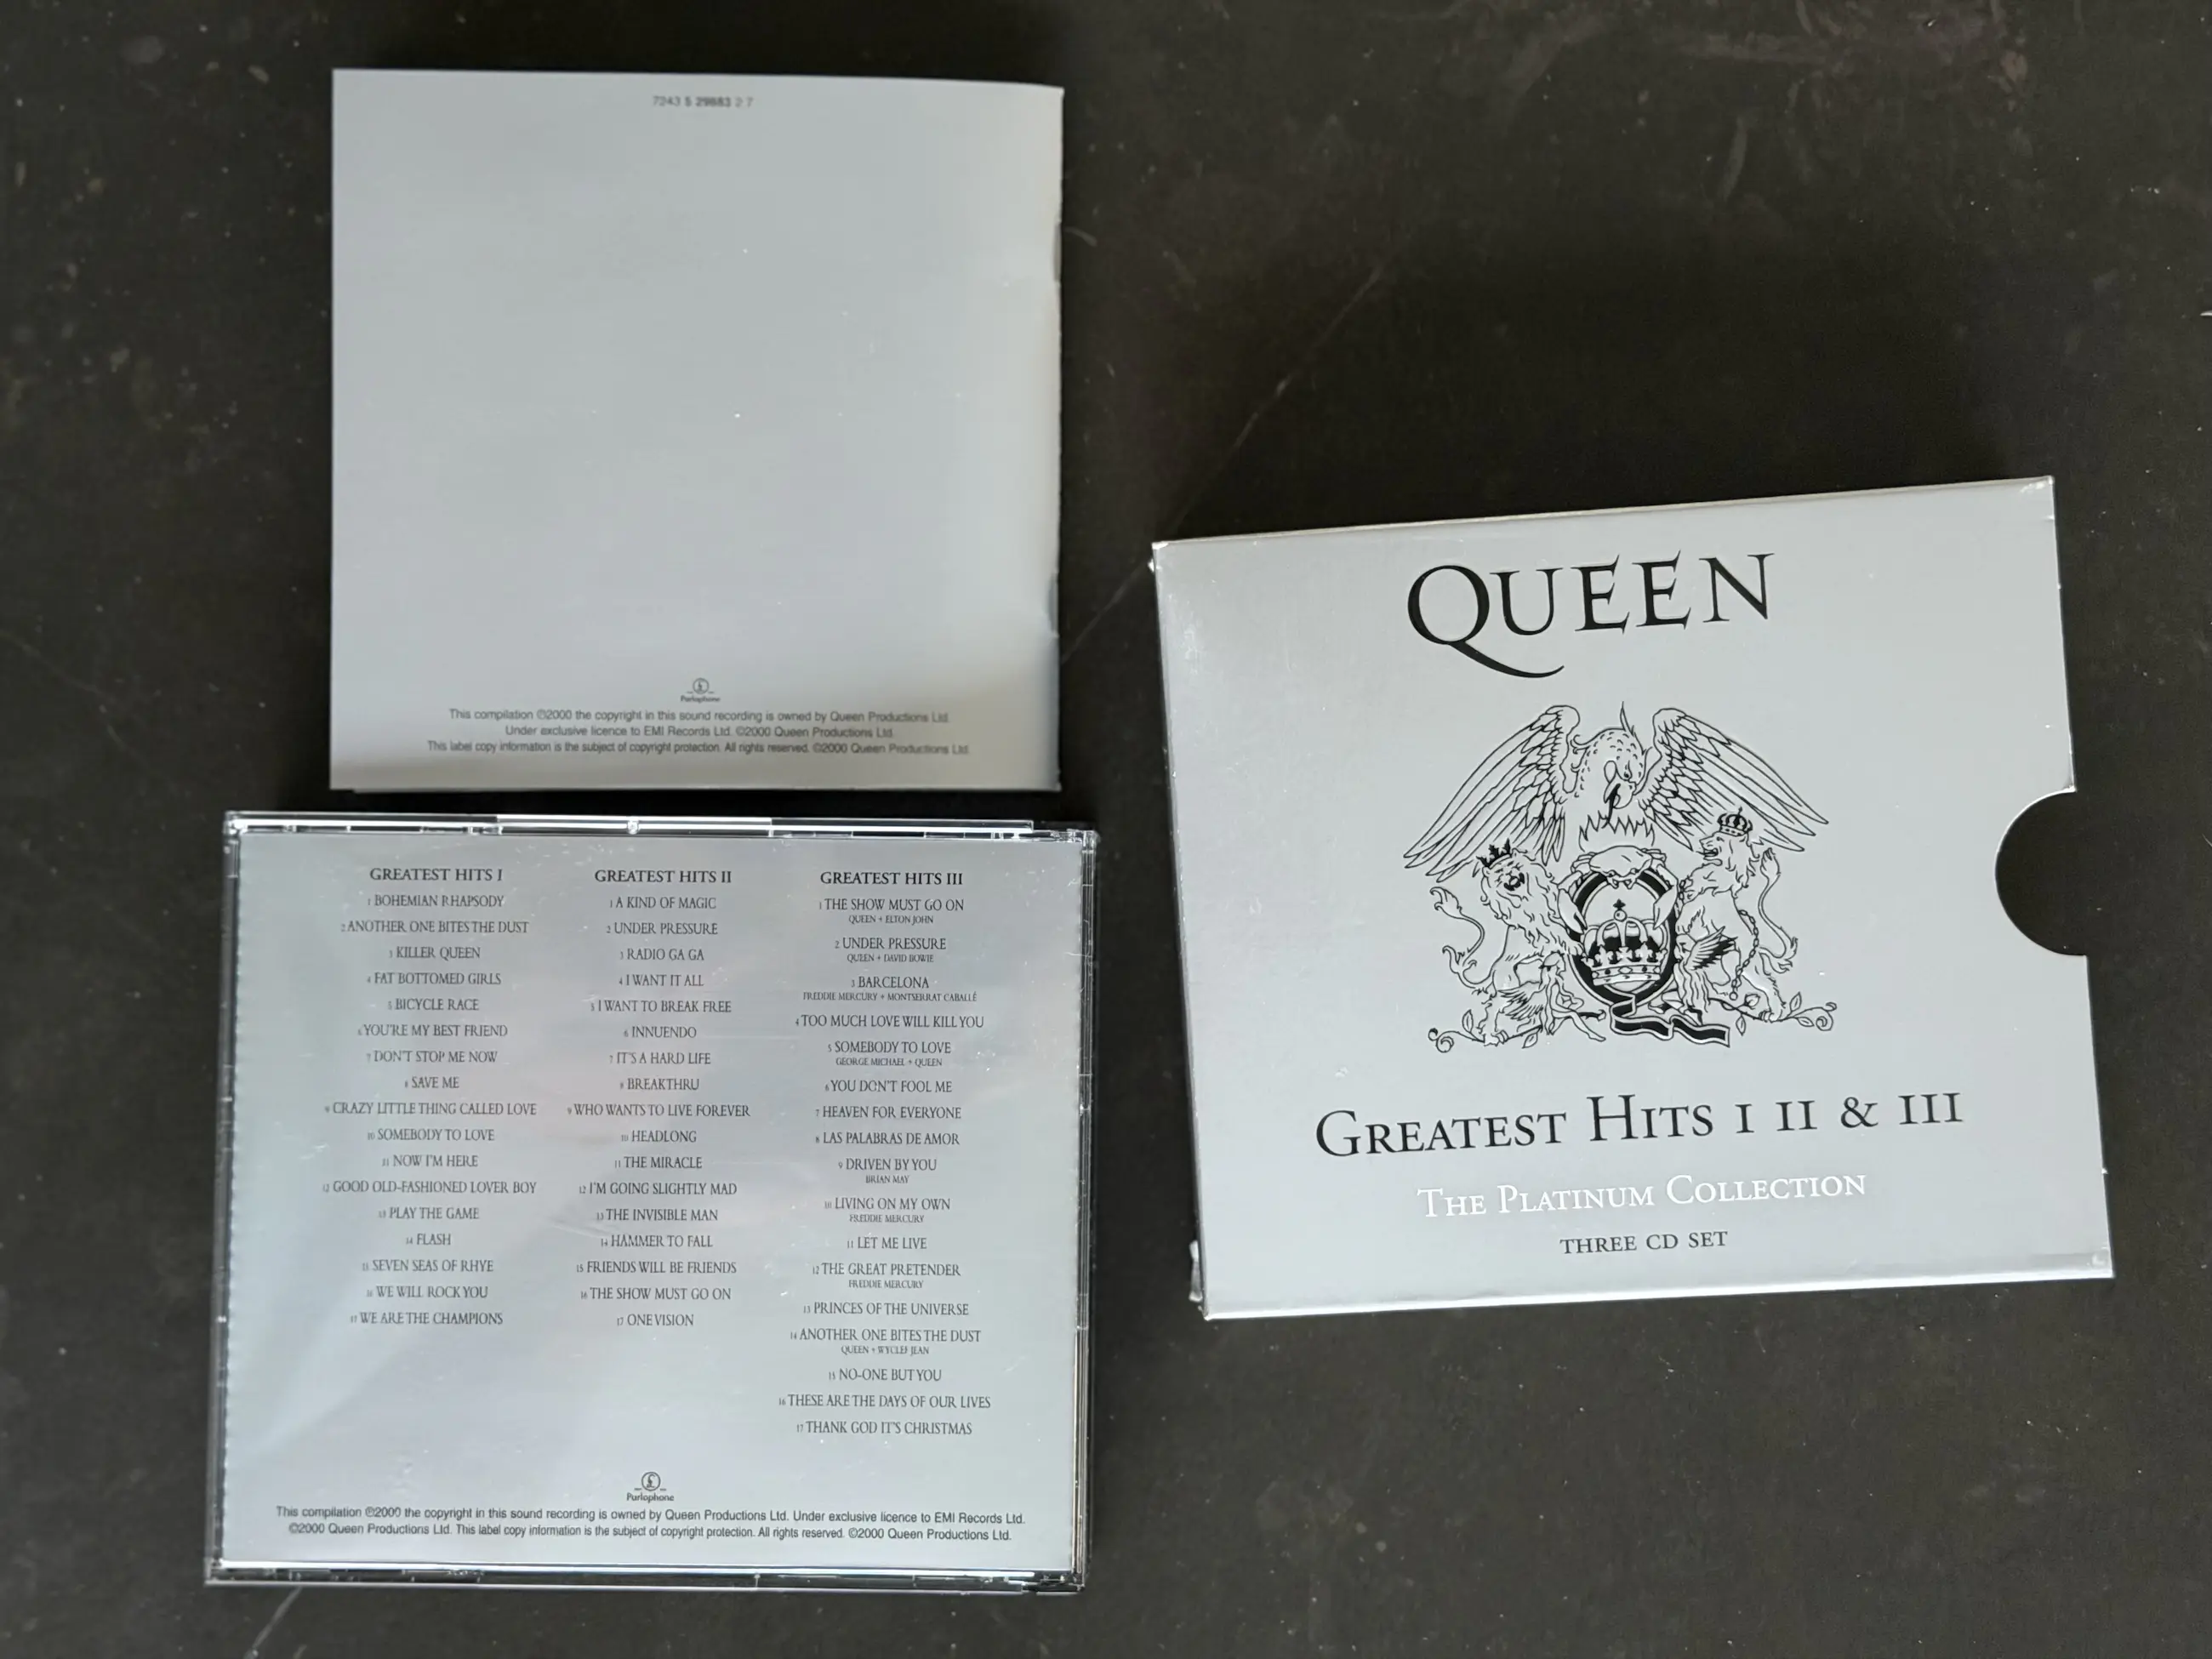 7243 5 29883 2 7
Parlophone
This compilation ℗2000 the copyright in this sound recording is owned by Queen Productions Ltd.
Under exclusive licence to EMI Records Ltd. ©2000 Queen Productions Ltd.
This label copy information is the subject of copyright protection. All rights reserved. ©2000 Queen Productions Ltd.
GREATEST HITS I
1 BOHEMIAN RHAPSODY
2 ANOTHER ONE BITES THE DUST
3 KILLER QUEEN
4 FAT BOTTOMED GIRLS
5 BICYCLE RACE
6 YOU'RE MY BEST FRIEND
7 DON'T STOP ME NOW
8 SAVE ME
9 CRAZY LITTLE THING CALLED LOVE
10 SOMEBODY TO LOVE
11 NOW I'M HERE
12 GOOD OLD-FASHIONED LOVER BOY
13 PLAY THE GAME
14 FLASH
15 SEVEN SEAS OF RHYE
16 WE WILL ROCK YOU
17 WE ARE THE CHAMPIONS
GREATEST HITS II
1 A KIND OF MAGIC
2 UNDER PRESSURE
3 RADIO GA GA
4 I WANT IT ALL
5 I WANT TO BREAK FREE
6 INNUENDO
7 IT'S A HARD LIFE
8 BREAKTHRU
9 WHO WANTS TO LIVE FOREVER
10 HEADLONG
11 THE MIRACLE
12 I'M GOING SLIGHTLY MAD
13 THE INVISIBLE MAN
14 HAMMER TO FALL
15 FRIENDS WILL BE FRIENDS
16 THE SHOW MUST GO ON
17 ONE VISION
GREATEST HITS III
1 THE SHOW MUST GO ON
QUEEN + ELTON JOHN
2 UNDER PRESSURE
QUEEN + DAVID BOWIE
3 BARCELONA
FREDDIE MERCURY + MONTSERRAT CABALLÉ
4 TOO MUCH LOVE WILL KILL YOU
5 SOMEBODY TO LOVE
GEORGE MICHAEL + QUEEN
6 YOU DON'T FOOL ME
7 HEAVEN FOR EVERYONE
8 LAS PALABRAS DE AMOR
9 DRIVEN BY YOU
BRIAN MAY
10 LIVING ON MY OWN
FREDDIE MERCURY
11 LET ME LIVE
12 THE GREAT PRETENDER
FREDDIE MERCURY
13 PRINCES OF THE UNIVERSE
14 ANOTHER ONE BITES THE DUST
QUEEN + WYCLEF JEAN
15 NO-ONE BUT YOU
16 THESE ARE THE DAYS OF OUR LIVES
17 THANK GOD IT'S CHRISTMAS
Parlophone
This compilation ℗2000 the copyright in this sound recording is owned by Queen Productions Ltd. Under exclusive licence to EMI Records Ltd.
©2000 Queen Productions Ltd. This label copy information is the subject of copyright protection. All rights reserved. ©2000 Queen Productions Ltd.
QUEEN
GREATEST HITS I II & III
THE PLATINUM COLLECTION
THREE CD SET